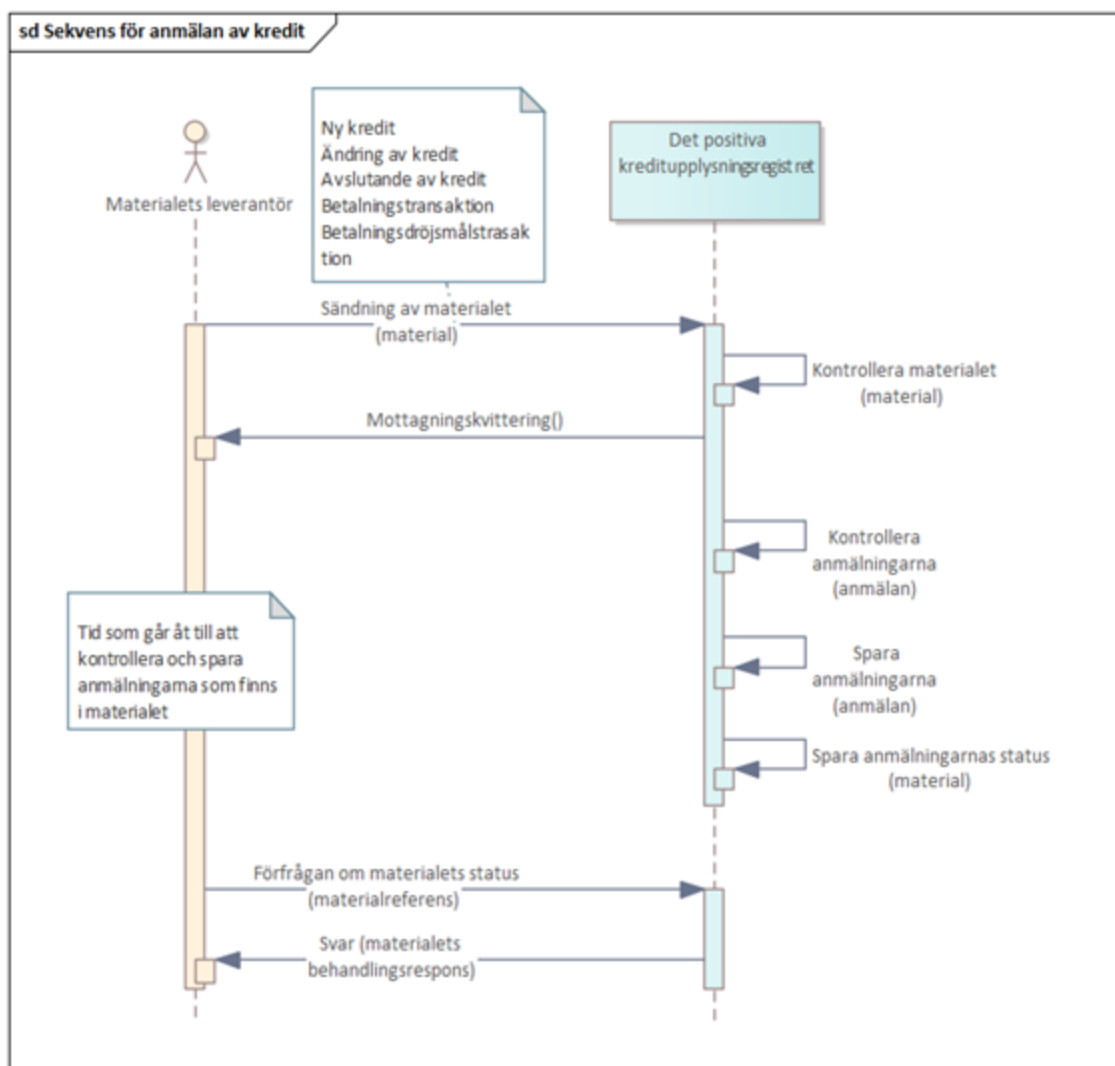 sd Sekvens för anmälan av kredit
Ny kredit
Ändring av kredit
Avslutande av kredit
Betalningstransaktion
Betalningsdröjsmålstrasak
tion
Materialets leverantör
Det positiva
kreditupplysningsregistret
Sändning av materialet
(material)
Kontrollera materialet
(material)
Mottagningskvittering()
Kontrollera
anmälningarna
(anmälan)
Tid som går åt till att
kontrollera och spara
anmälningarna som finns
i materialet
Spara
anmälningarna
(anmälan)
Spara anmälningarnas status
(material)
Förfrågan om materialets status
(materialreferens)
Svar (materialets
behandlingsrespons)